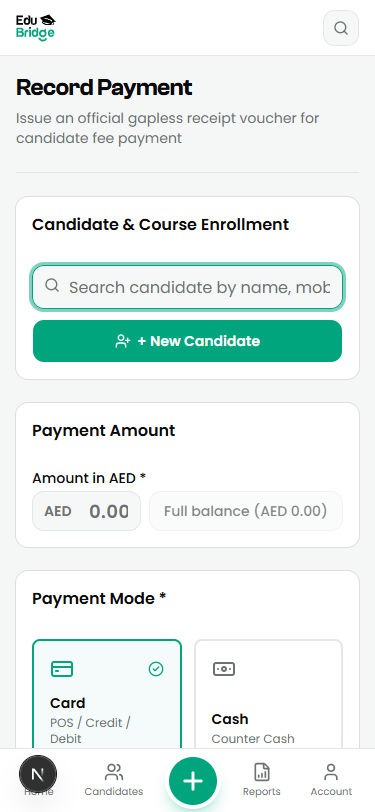 Edu
Bridge
Record Payment
Issue an official gapless receipt voucher for
candidate fee payment
Candidate & Course Enrollment
Search candidate by name, mob
+ New Candidate
Payment Amount
Amount in AED *
AED 0.00 Full balance (AED 0.00)
Payment Mode *
Card
POS / Credit /
Debit
Cash
Counter Cash
N
Home Candidates Reports Account